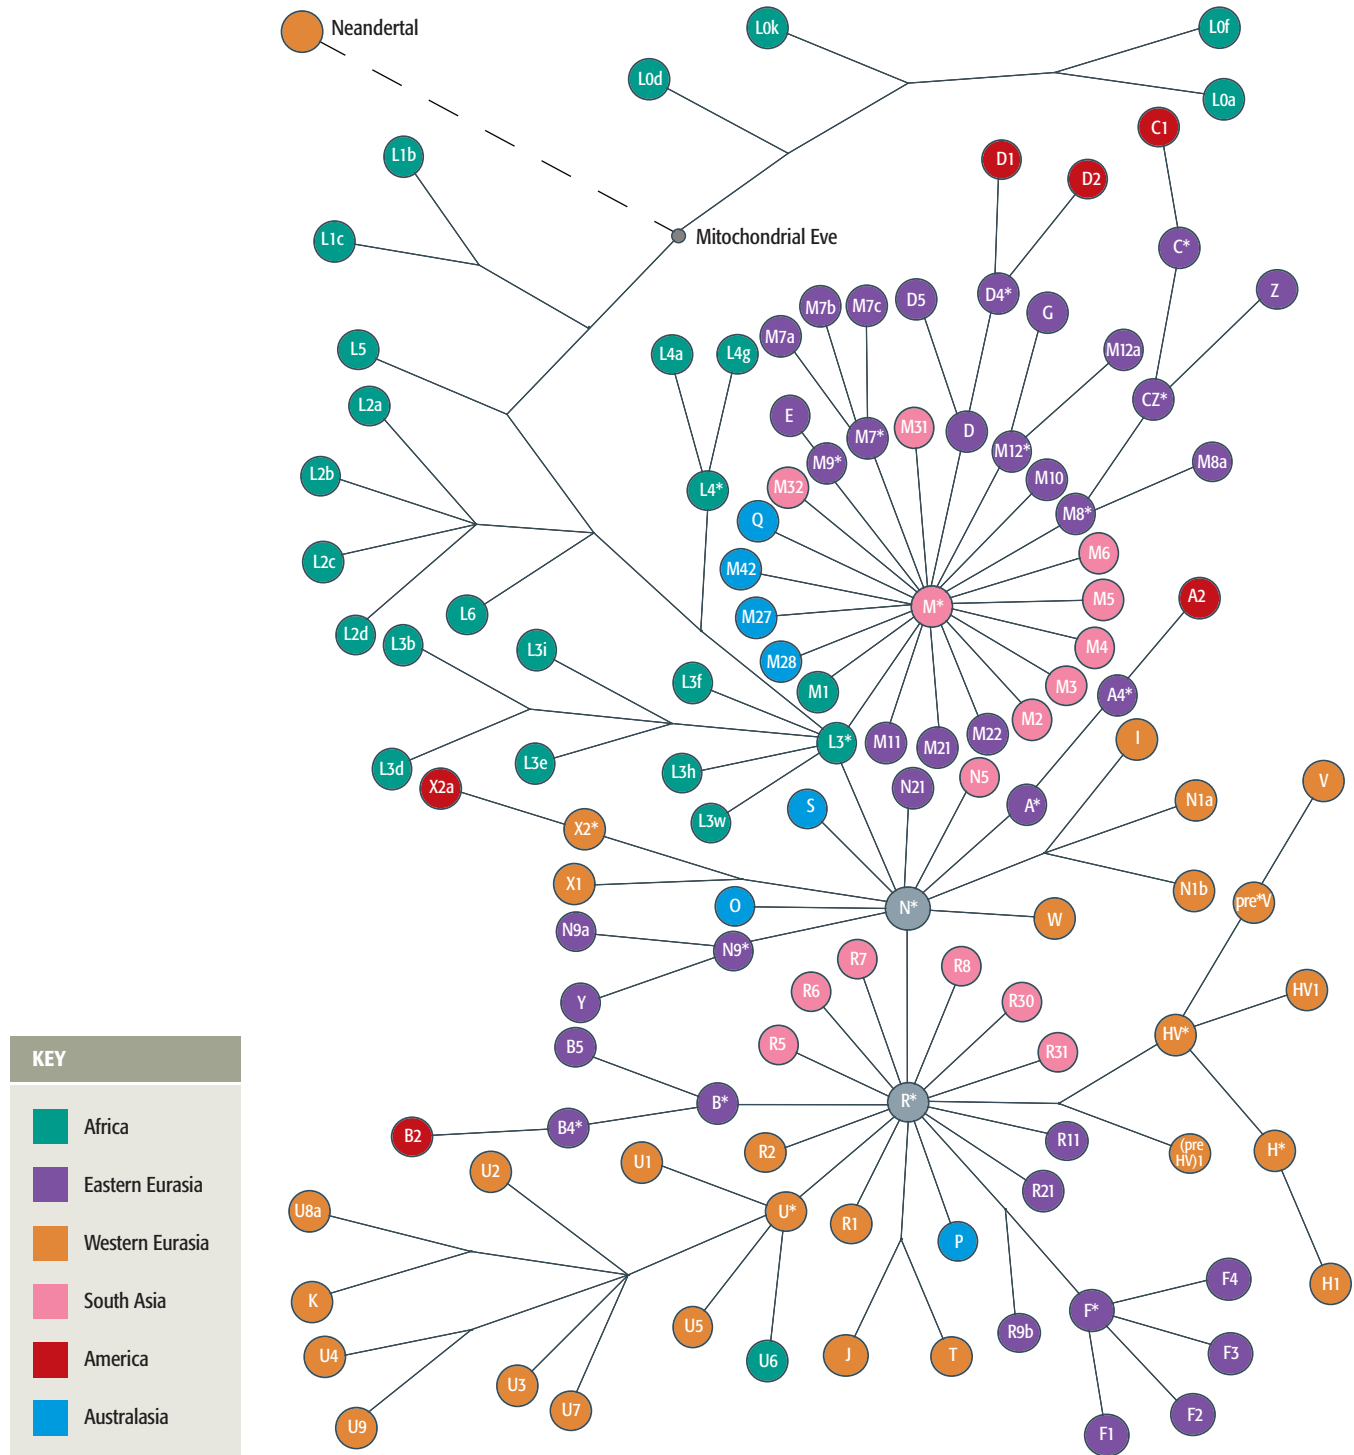 Neandertal
L0k
L0f
L0d
L0a
C1
L1b
D1
D2
L1c
Mitochondrial Eve
C*
Z
D4*
M7b
M7c
D5
G
M7a
L5
L4a
L4g
M12a
CZ*
L2a
E
M31
D
M7*
M12*
M9*
M8a
L2b
M10
M32
L4*
M8*
Q
M6
L2c
M42
A2
M5
M*
L6
M27
L2d
L3b
M4
L3i
M28
L3f
M3
M1
A4*
M2
M22
I
L3*
M11
M21
L3e
L3d
L3h
N5
V
X2a
N21
N1a
S
A*
L3w
X2*
X1
N1b
pre*V
O
N*
W
N9a
N9*
R7
R8
R6
HV1
Y
R30
HV*
KEY
R5
B5
R31
B*
R*
Africa
B4*
B2
R11
R2
(pre
HV)1
H*
U1
U2
Eastern Eurasia
R21
U8a
U*
R1
P
Western Eurasia
F4
H1
South Asia
K
F*
U5
R9b
F3
America
U4
U6
J
T
U3
U7
F2
Australasia
U9
F1